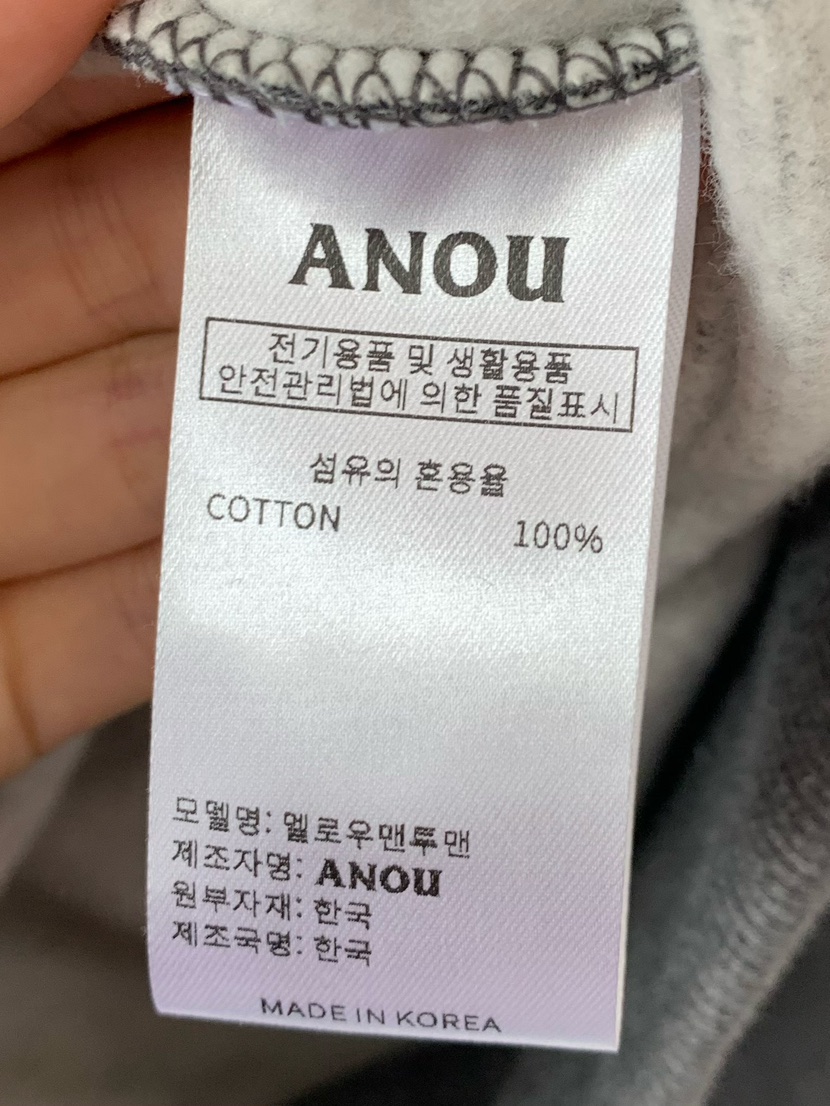 ANOU
전기용품 및 생활용품
안전관리법에 의한 품질표시
섬유의 혼용율
COTTON 100%
모델명: 멜로우맨투맨
제조자명: ANOU
원부자재: 한국
제조국명: 한국
MADE IN KOREA